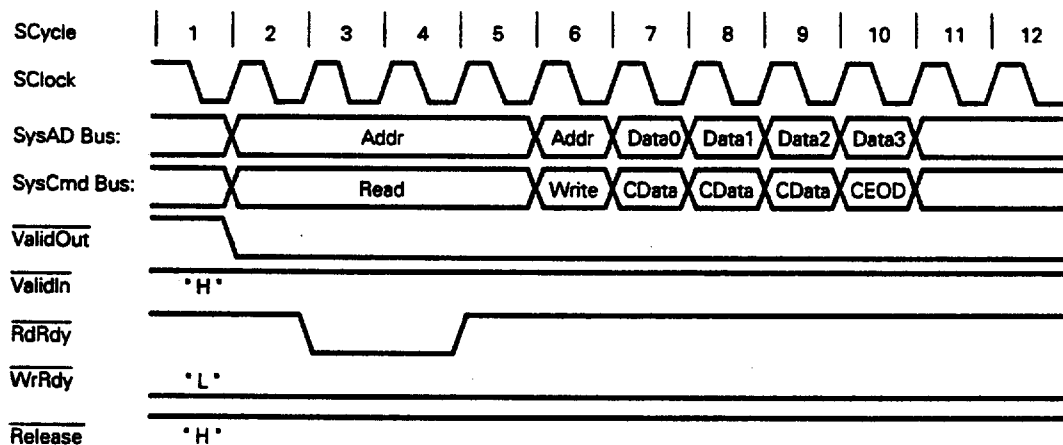 SCycle 1 2 3 4 5 6 7 8 9 10 11 12
SClock
SysAD Bus: Addr Addr Data0 Data1 Data2 Data3
SysCmd Bus: Read Write CData CData CData CEOD
ValidOut
ValidIn "H"
RdRdy
WrRdy "L"
Release "H"